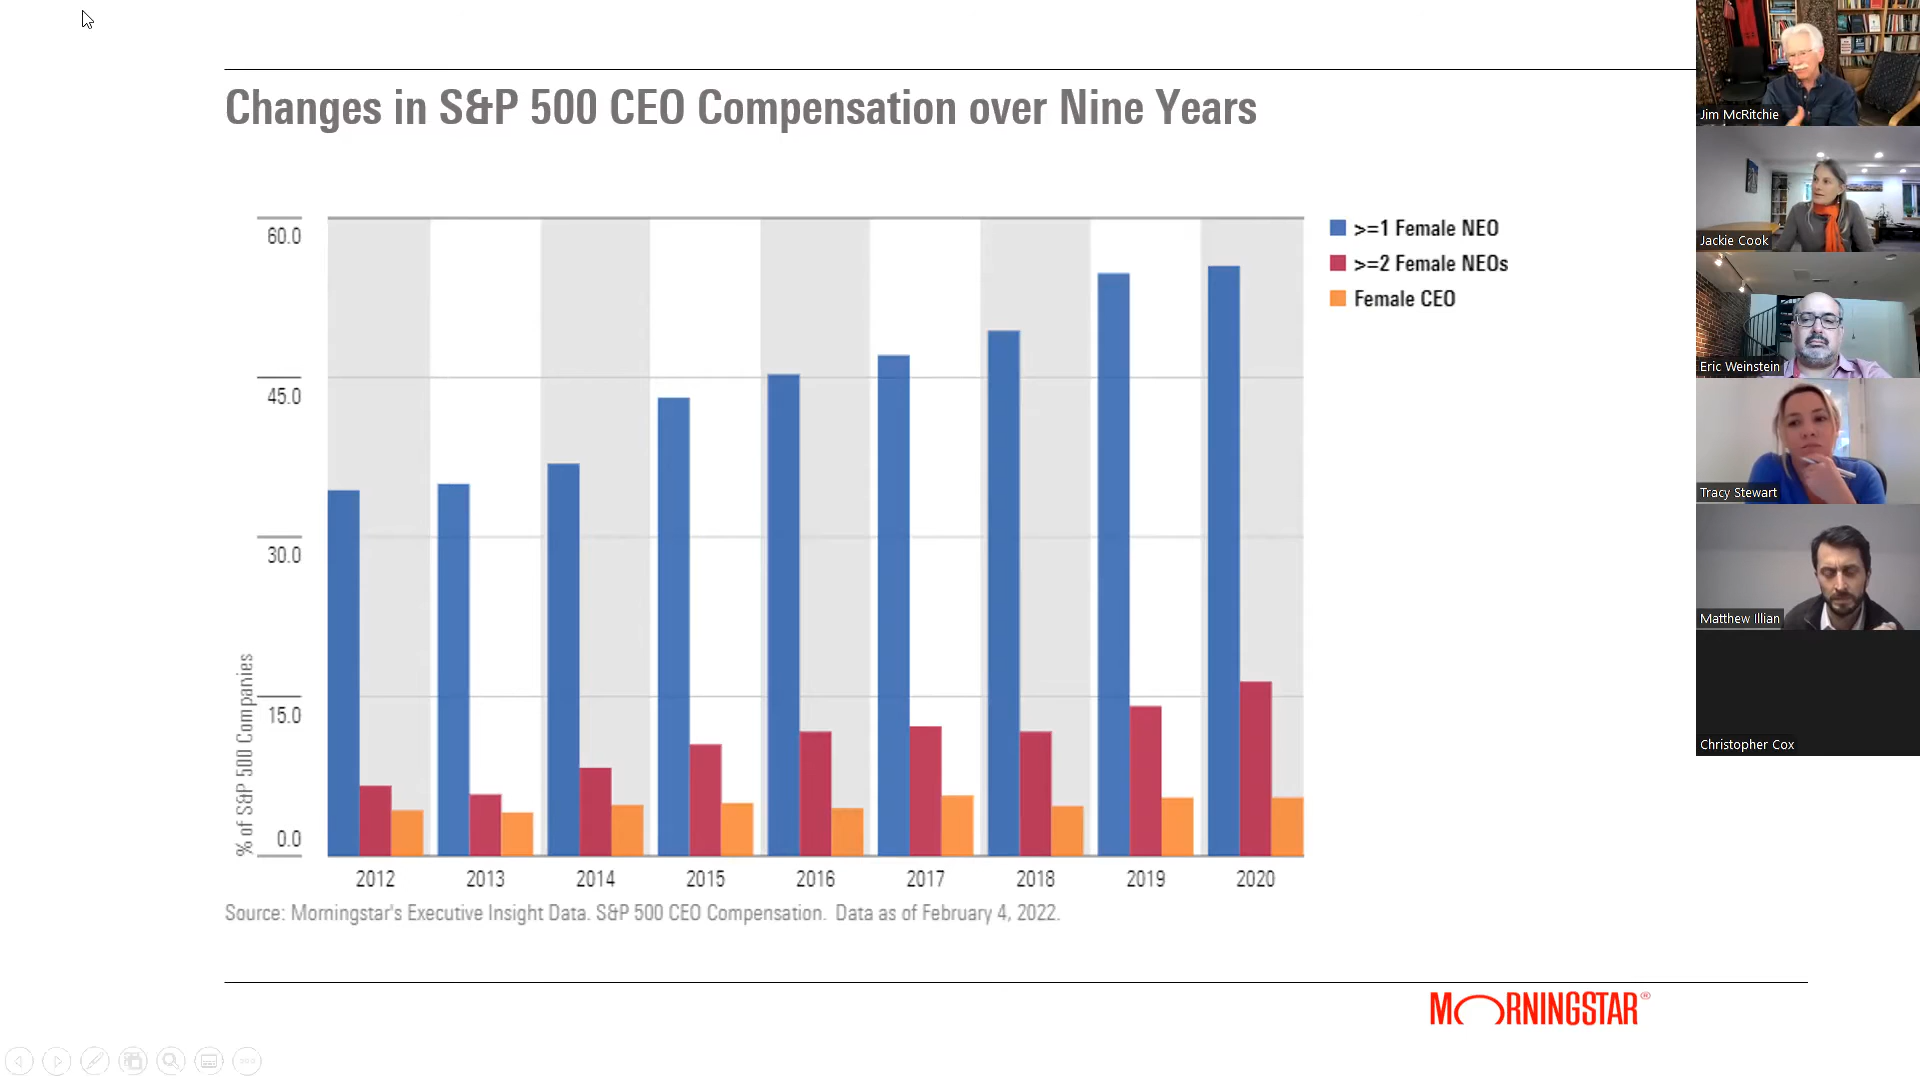 Changes in S&P 500 CEO Compensation over Nine Years
60.0
45.0
30.0
15.0
0.0
% of S&P 500 Companies
>=1 Female NEO
>=2 Female NEOs
Female CEO
2012 2013 2014 2015 2016 2017 2018 2019 2020
Source: Morningstar's Executive Insight Data. S&P 500 CEO Compensation. Data as of February 4, 2022.
MORNINGSTAR®
Jim McRitchie
Jackie Cook
Eric Weinstein
Tracy Stewart
Matthew Illian
Christopher Cox